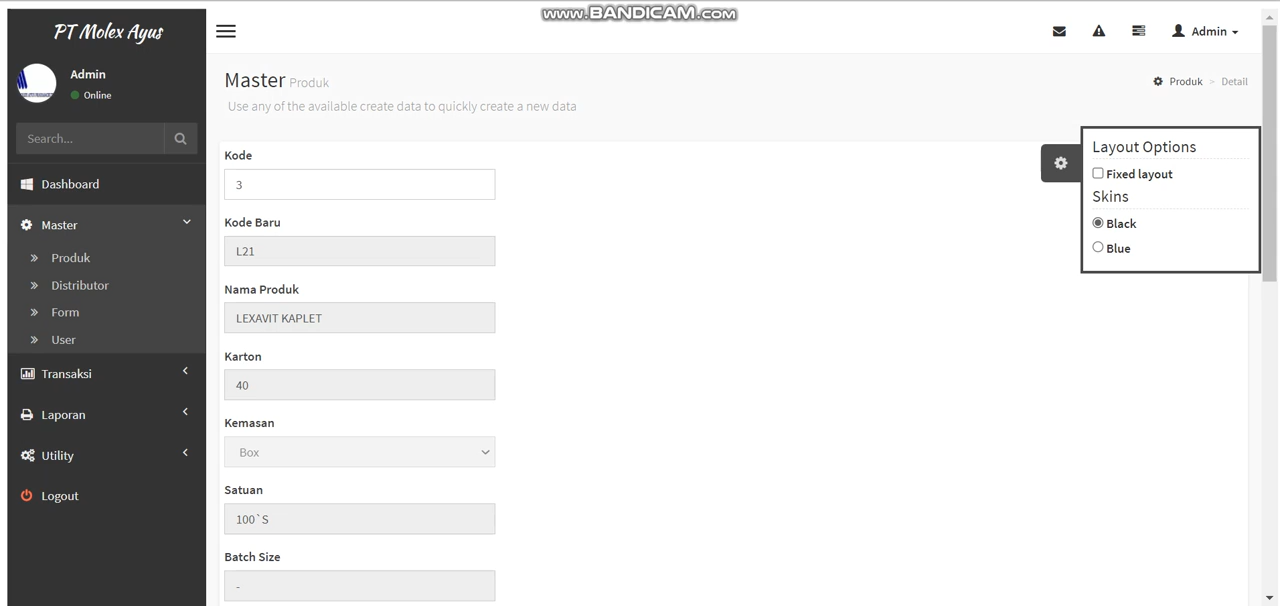 www.BANDICAM.com
PT Molex Ayus
Admin
Admin
Online
Search...
Dashboard
Master
Produk
Distributor
Form
User
Transaksi
Laporan
Utility
Logout
Master Produk
Produk > Detail
Use any of the available create data to quickly create a new data
Kode
3
Kode Baru
L21
Nama Produk
LEXAVIT KAPLET
Karton
40
Kemasan
Box
Satuan
100`S
Batch Size
-
Layout Options
Fixed layout
Skins
Black
Blue